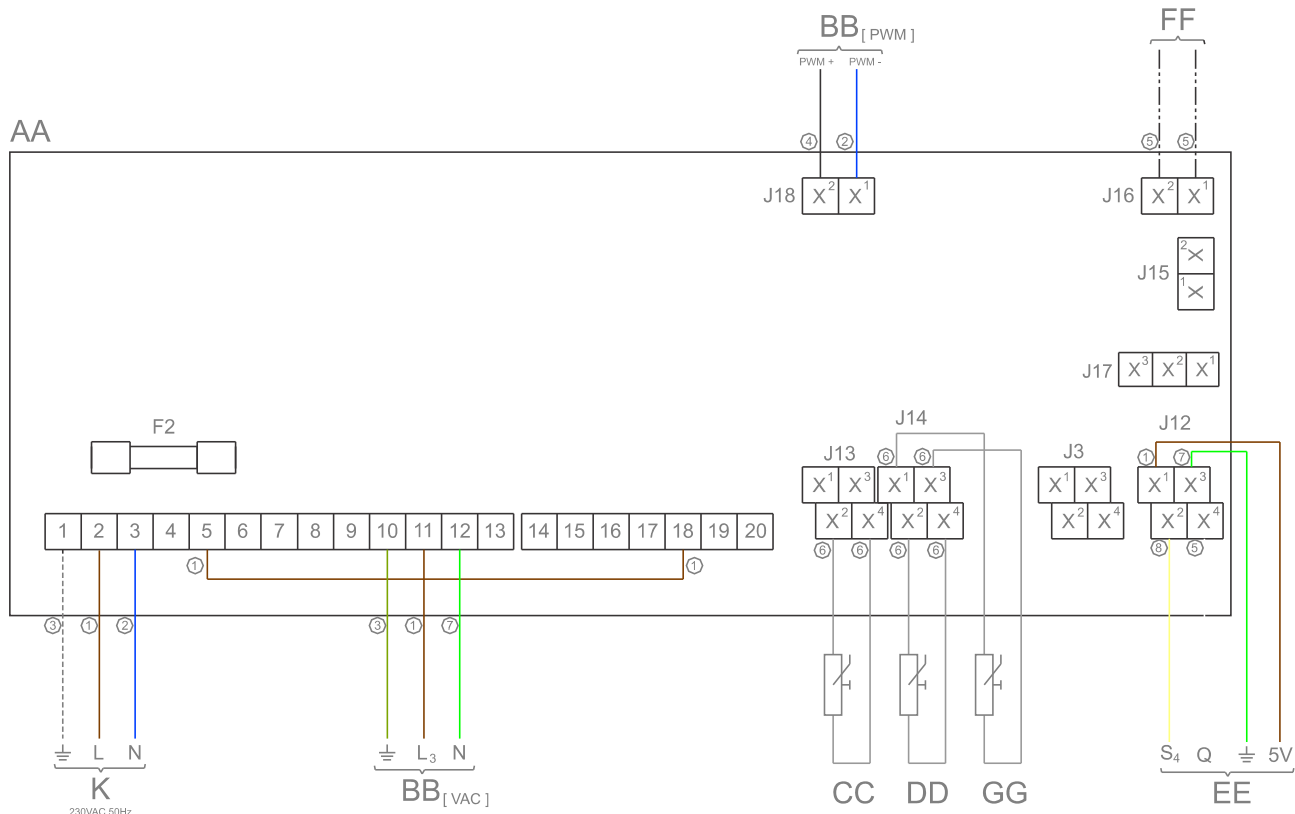 BB [ PWM ]
PWM + PWM -
FF
AA
4 2 5 5
J18 X2 X1
J16 X2 X1
J15 2X
1X
J17 X3 X2 X1
F2
J14
J12
J13
J3
6 6 1 7
X1 X3 X1 X3 X1 X3 X1 X3
X2 X4 X2 X4 X2 X4 X2 X4
1 2 3 4 5 6 7 8 9 10 11 12 13 14 15 16 17 18 19 20
6 6 6 6 8 5
1 1
3 1 2 3 1 7
L N L3 N S4 Q 5V
K BB [ VAC ] CC DD GG EE
230VAC 50Hz